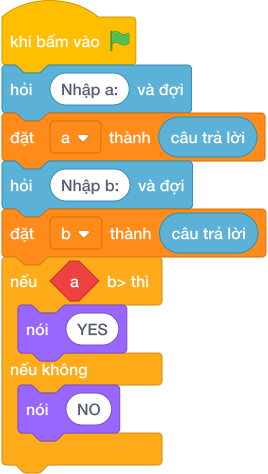 khi bấm vào
hỏi Nhập a: và đợi
đặt a thành câu trả lời
hỏi Nhập b: và đợi
đặt b thành câu trả lời
nếu a b> thì
nói YES
nếu không
nói NO